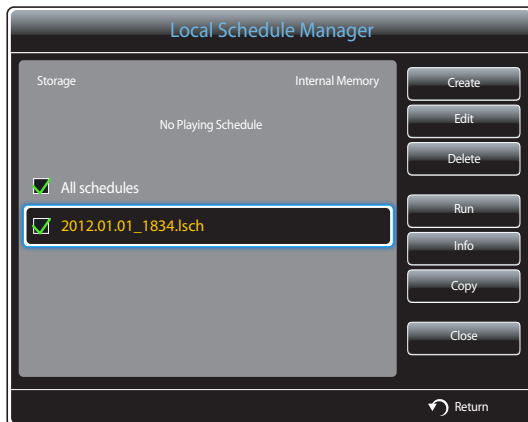 Local Schedule Manager
Storage Internal Memory
No Playing Schedule
All schedules
2012.01.01_1834.lsch
Create
Edit
Delete
Run
Info
Copy
Close
Return